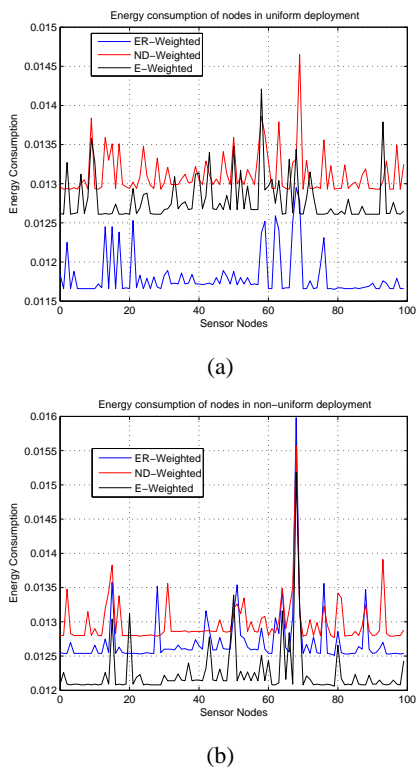 Energy consumption of nodes in uniform deployment
0.015
0.0145
0.014
0.0135
0.013
0.0125
0.012
0.0115
Energy Consumption
ER−Weighted
ND−Weighted
E−Weighted
0 20 40 60 80 100
Sensor Nodes
(a)
Energy consumption of nodes in non−uniform deployment
0.016
0.0155
0.015
0.0145
0.014
0.0135
0.013
0.0125
0.012
Energy Consumption
ER−Weighted
ND−Weighted
E−Weighted
0 20 40 60 80 100
Sensor Nodes
(b)